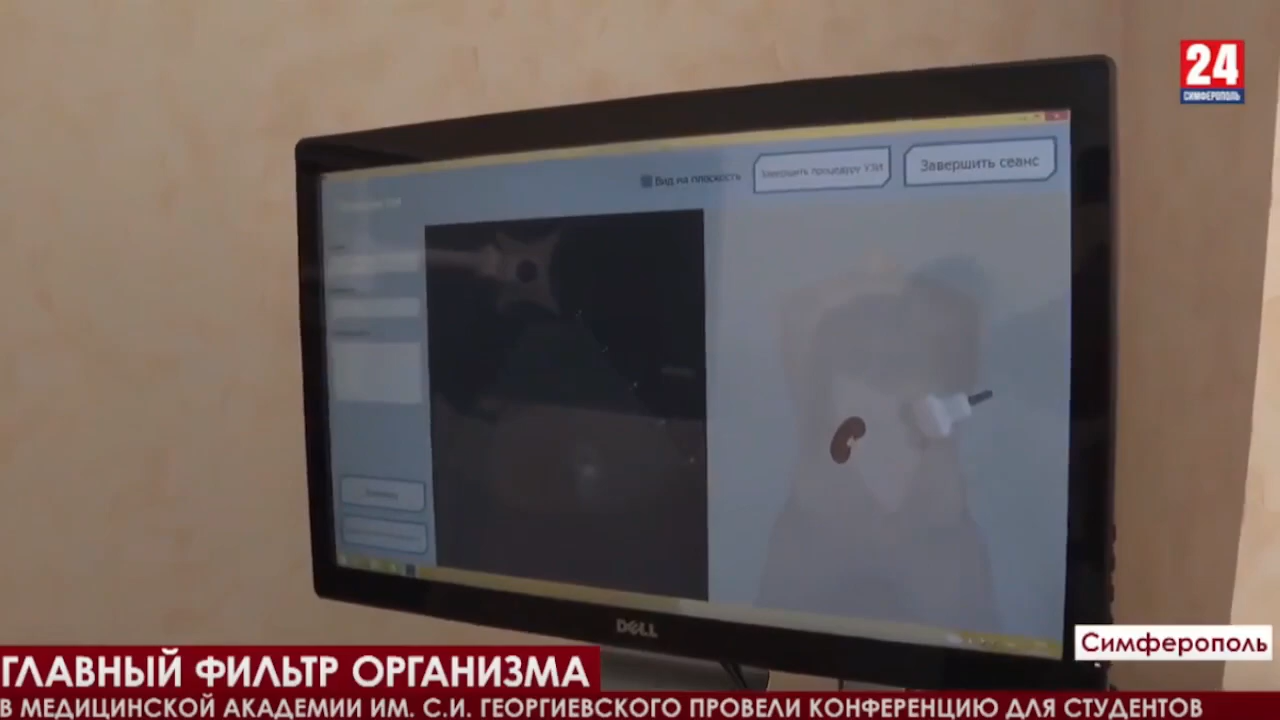 24
СИМФЕРОПОЛЬ
Вид на плоскость
Завершить процедуру УЗИ
Завершить сеанс
DELL
Симферополь
ГЛАВНЫЙ ФИЛЬТР ОРГАНИЗМА
В МЕДИЦИНСКОЙ АКАДЕМИИ ИМ. С.И. ГЕОРГИЕВСКОГО ПРОВЕЛИ КОНФЕРЕНЦИЮ ДЛЯ СТУДЕНТОВ